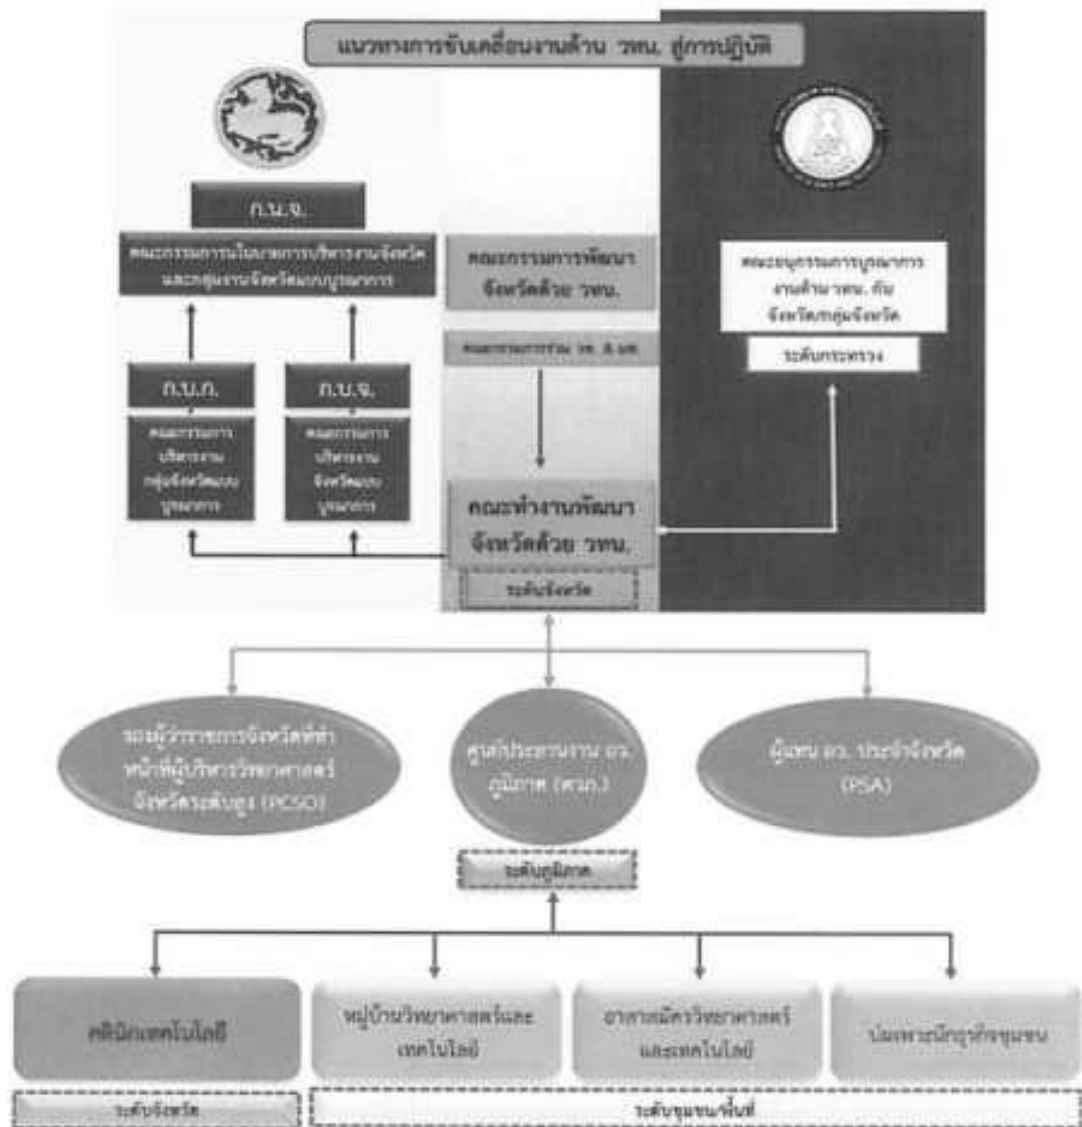 แนวทางการขับเคลื่อนงานด้าน วทน. สู่การปฏิบัติ
ก.น.จ.
คณะกรรมการนโยบายการบริหารงานจังหวัด
และกลุ่มงานจังหวัดแบบบูรณาการ
คณะกรรมการพัฒนา
จังหวัดด้วย วทน.
คณะกรรมการร่วม วท. & มท.
คณะอนุกรรมการบูรณาการ
งานด้าน วทน. กับ
จังหวัด/กลุ่มจังหวัด
ระดับกระทรวง
ก.บ.ก.
คณะกรรมการ
บริหารงาน
กลุ่มจังหวัดแบบ
บูรณาการ
ก.บ.จ.
คณะกรรมการ
บริหารงาน
จังหวัดแบบ
บูรณาการ
คณะทำงานพัฒนา
จังหวัดด้วย วทน.
ระดับจังหวัด
รองผู้ว่าราชการจังหวัดที่ทำ
หน้าที่ผู้บริหารวิทยาศาสตร์
จังหวัดระดับสูง (PCSO)
ศูนย์ประสานงาน อว.
ภูมิภาค (ศวภ.)
ผู้แทน อว. ประจำจังหวัด
(PSA)
ระดับภูมิภาค
คลินิกเทคโนโลยี
หมู่บ้านวิทยาศาสตร์และ
เทคโนโลยี
อาสาสมัครวิทยาศาสตร์
และเทคโนโลยี
บ่มเพาะนักธุรกิจชุมชน
ระดับจังหวัด
ระดับชุมชน/พื้นที่